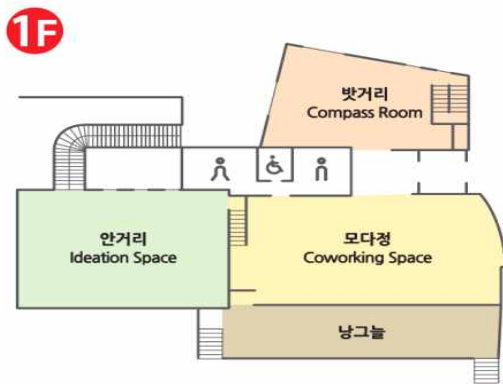 1F
밧거리
Compass Room
안거리
Ideation Space
모다정
Coworking Space
낭그늘